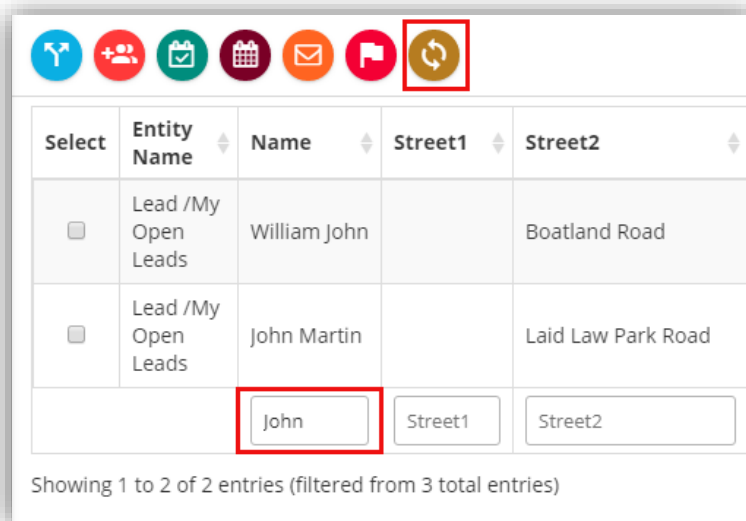 Select
Entity
Name
Name
Street1
Street2
Lead /My
Open
Leads
William John
Boatland Road
Lead /My
Open
Leads
John Martin
Laid Law Park Road
John
Street1
Street2
Showing 1 to 2 of 2 entries (filtered from 3 total entries)